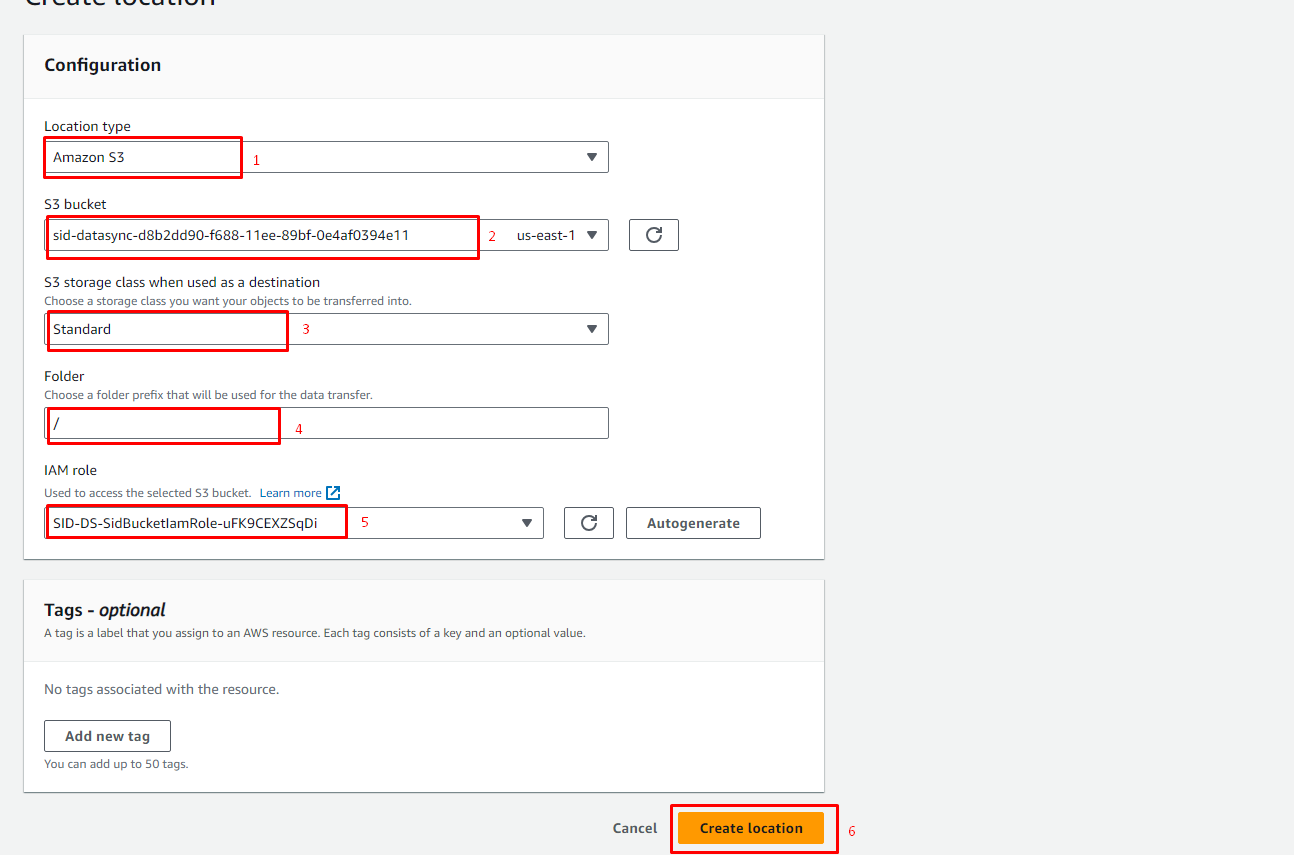 Create location
Configuration
Location type
Amazon S3
1
S3 bucket
sid-datasync-d8b2dd90-f688-11ee-89bf-0e4af0394e11
2
us-east-1
S3 storage class when used as a destination
Choose a storage class you want your objects to be transferred into.
Standard
3
Folder
Choose a folder prefix that will be used for the data transfer.
/
4
IAM role
Used to access the selected S3 bucket. Learn more
SID-DS-SidBucketIamRole-uFK9CEXZSqDi
5
Autogenerate
Tags - optional
A tag is a label that you assign to an AWS resource. Each tag consists of a key and an optional value.
No tags associated with the resource.
Add new tag
You can add up to 50 tags.
Cancel
Create location
6